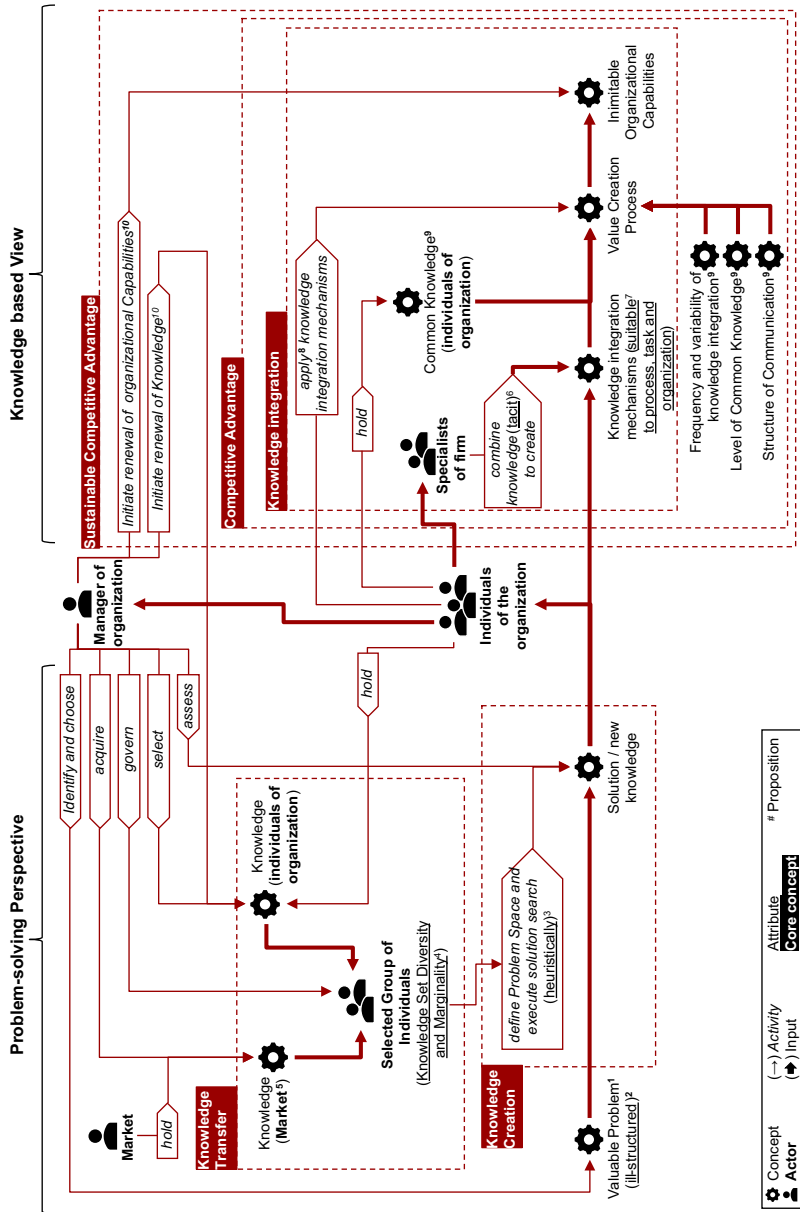 Problem-solving Perspective
Knowledge based View
Market
hold
Identify and choose
acquire
govern
select
assess
Manager of
organization
Sustainable Competitive Advantage
Initiate renewal of organizational Capabilities¹⁰
Initiate renewal of Knowledge¹⁰
Knowledge
Transfer
Knowledge
(Market⁵)
Knowledge
(individuals of
organization)
Selected Group of
Individuals
(Knowledge Set Diversity
and Marginality⁴)
hold
Competitive Advantage
Knowledge integration
apply⁸ knowledge
integration mechanisms
hold
Common Knowledge⁹
(individuals of
organization)
Individuals
of the
organization
Specialists
of firm
combine
knowledge (tacit)⁶
to create
Knowledge
Creation
define Problem Space and
execute solution search
(heuristically)³
Valuable Problem¹
(ill-structured)²
Solution / new
knowledge
Knowledge integration
mechanisms (suitable⁷
to process, task and
organization)
Value Creation
Process
Inimitable
Organizational
Capabilities
Frequency and variability of
knowledge integration⁹
Level of Common Knowledge⁹
Structure of Communication⁹
Concept
Actor
(→) Activity
(➡) Input
Attribute
Core concept
# Proposition